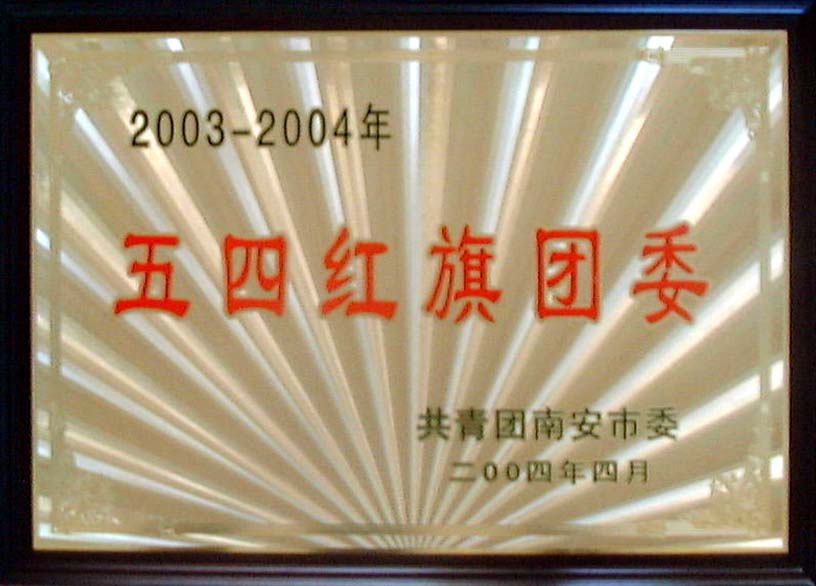 2003-2004年
五四红旗团委
共青团南安市委
二00四年四月